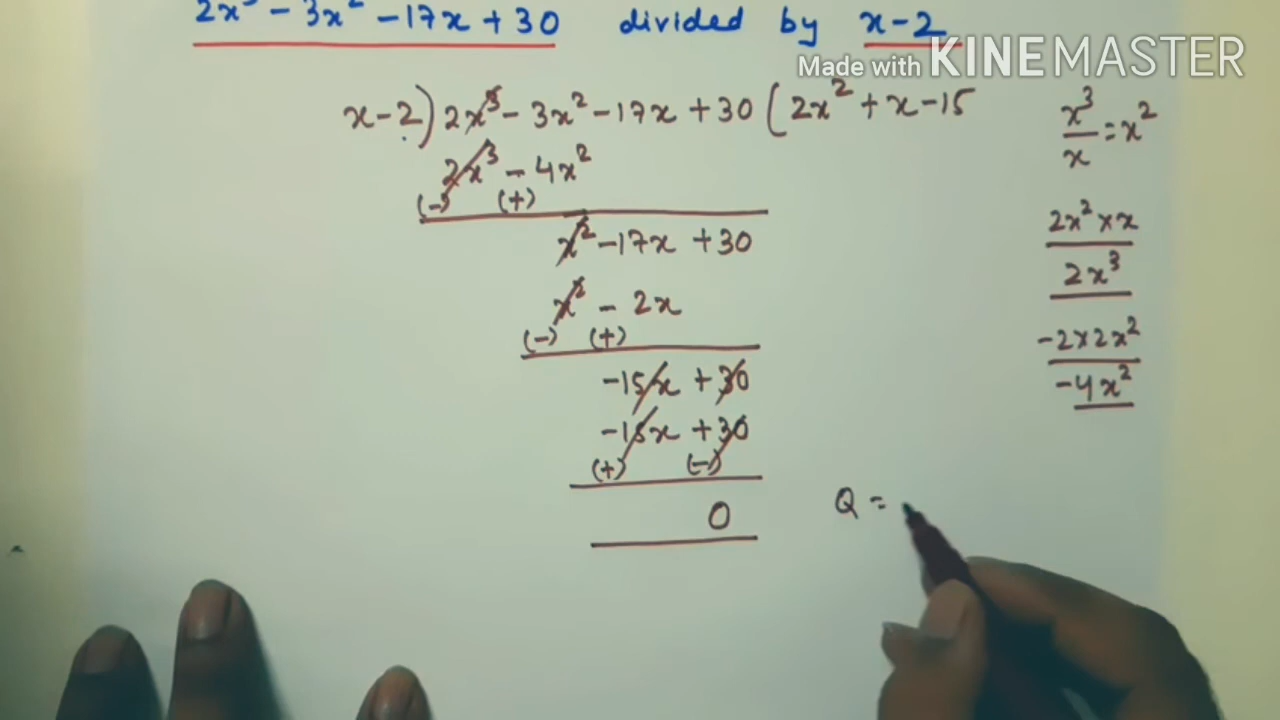 2x³ - 3x² - 17x + 30 divided by x - 2
Made with KINEMASTER
x - 2 ) 2x³ - 3x² - 17x + 30 ( 2x² + x - 15
2x³ - 4x²
(-) (+)
x² - 17x + 30
x² - 2x
(-) (+)
-15x + 30
-15x + 30
(+) (-)
0
Q =
x³
/x = x²
2x² × x
2x³
-2 × 2x²
-4x²